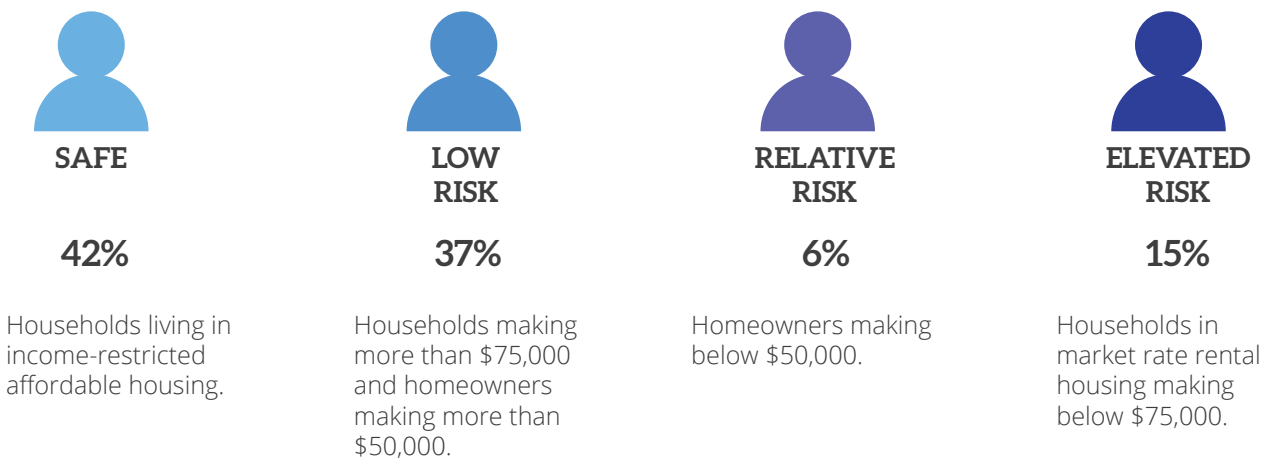 SAFE
42%
Households living in
income-restricted
affordable housing.
LOW
RISK
37%
Households making
more than $75,000
and homeowners
making more than
$50,000.
RELATIVE
RISK
6%
Homeowners making
below $50,000.
ELEVATED
RISK
15%
Households in
market rate rental
housing making
below $75,000.